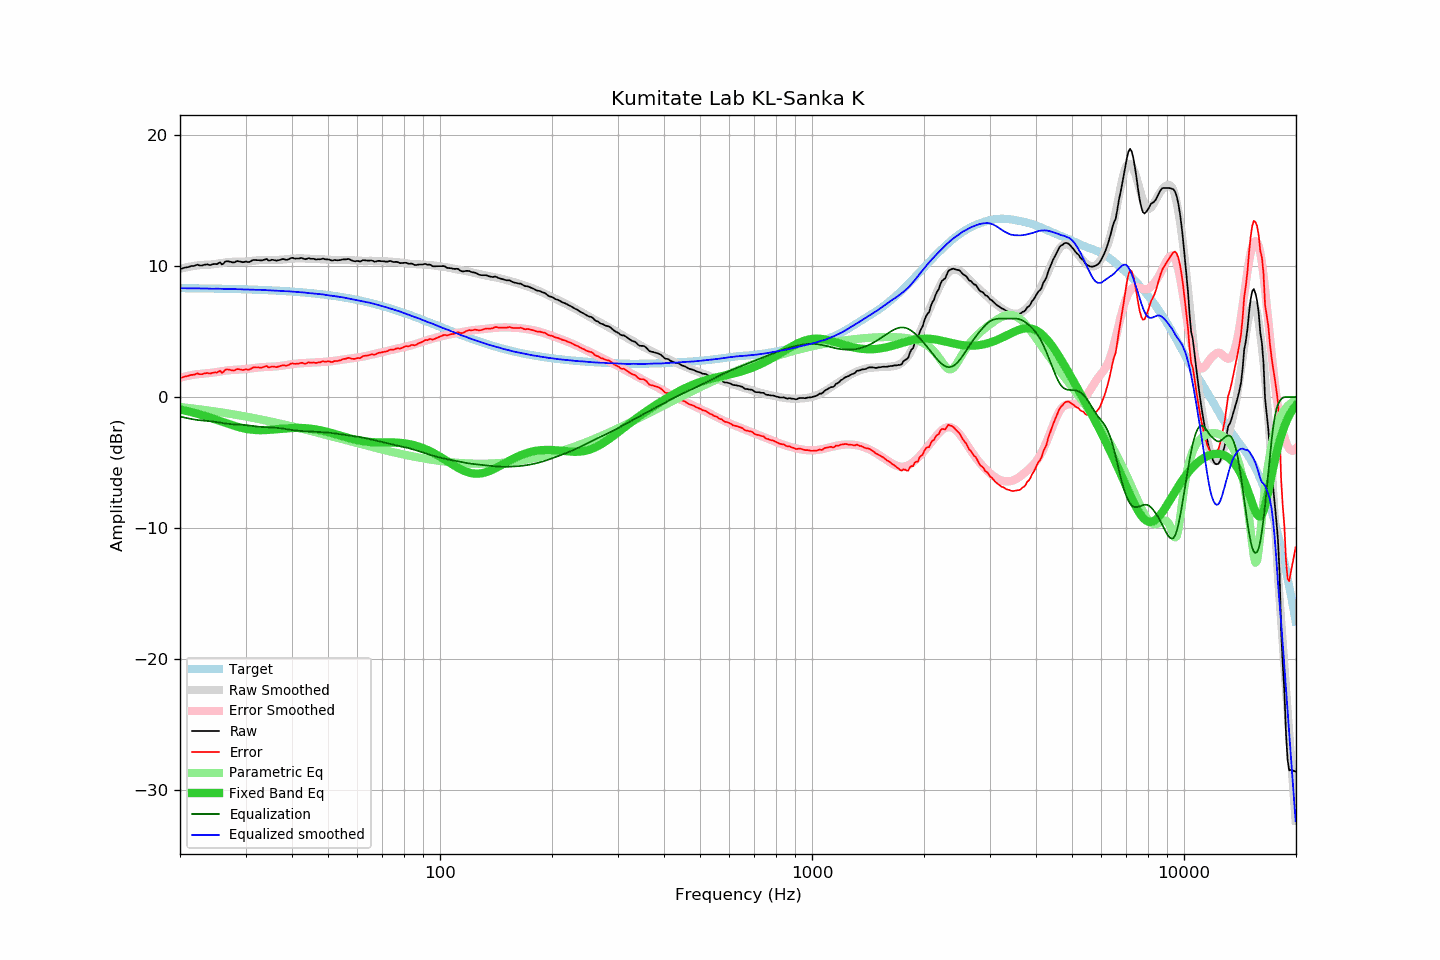 Kumitate Lab KL-Sanka K
20
10
0
−10
−20
−30
Amplitude (dBr)
Target
Raw Smoothed
Error Smoothed
Raw
Error
Parametric Eq
Fixed Band Eq
Equalization
Equalized smoothed
100
1000
10000
Frequency (Hz)